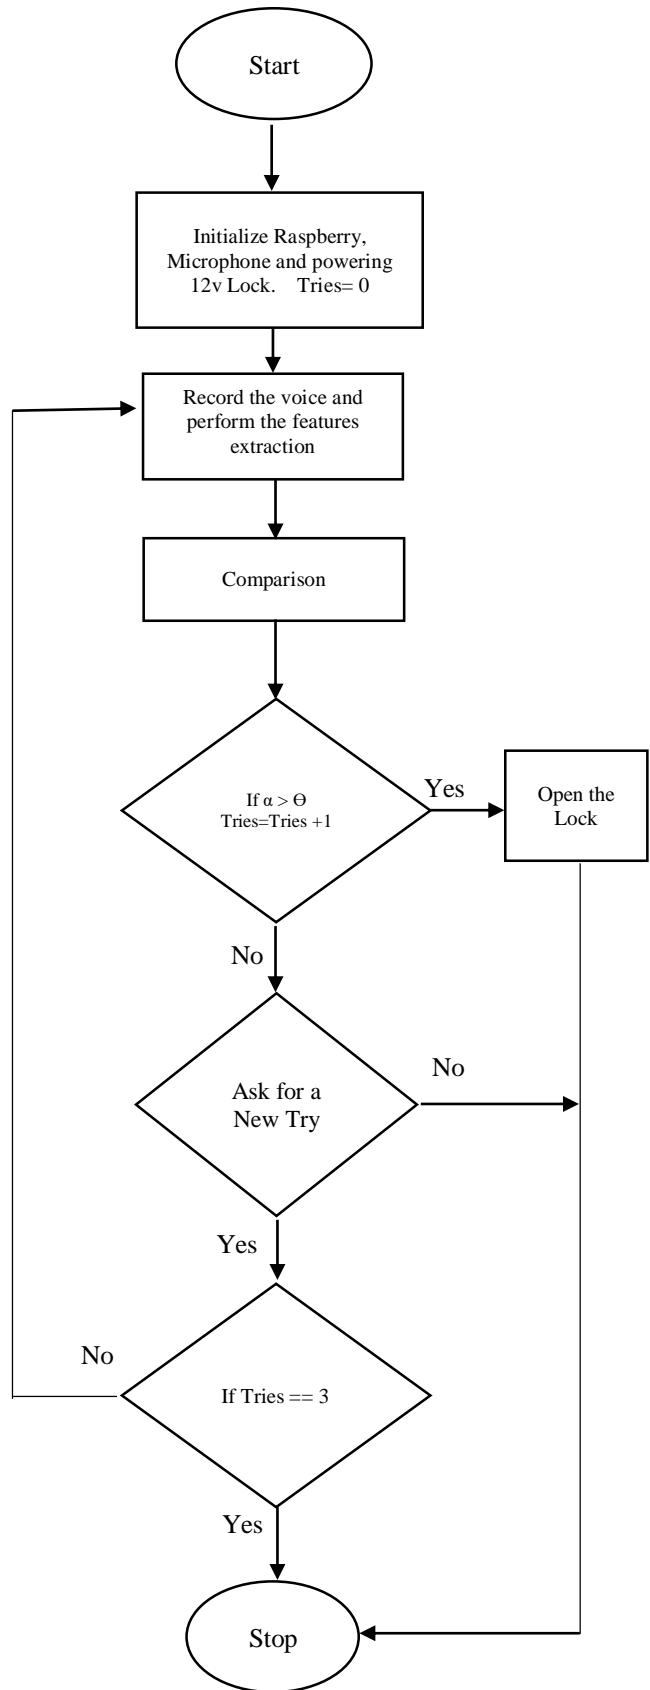 Start
Initialize Raspberry,
Microphone and powering
12v Lock. Tries= 0
Record the voice and
perform the features
extraction
Comparison
If α > Ɵ
Tries=Tries +1
Yes
Open the
Lock
No
Ask for a
New Try
No
Yes
No
If Tries == 3
Yes
Stop